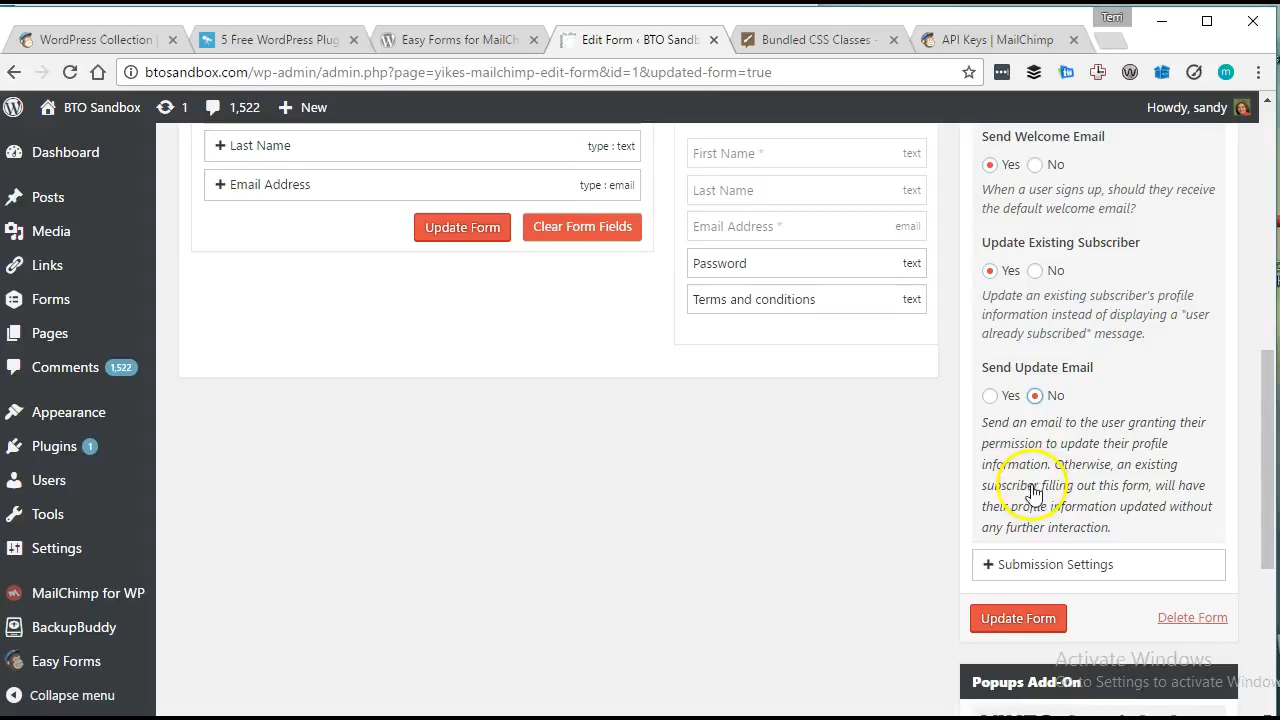 Terri
WordPress Collection
5 Free WordPress Plug
Easy Forms for MailCh
Edit Form ‹ BTO Sandb
Bundled CSS Classes -
API Keys | MailChimp
btosandbox.com/wp-admin/admin.php?page=yikes-mailchimp-edit-form&id=1&updated-form=true
BTO Sandbox
1
1,522
New
Howdy, sandy
Dashboard
Posts
Media
Links
Forms
Pages
Comments 1,522
Appearance
Plugins 1
Users
Tools
Settings
MailChimp for WP
BackupBuddy
Easy Forms
Collapse menu
Last Name type : text
Email Address type : email
Update Form Clear Form Fields
First Name * text
Last Name text
Email Address * email
Password text
Terms and conditions text
Send Welcome Email
Yes No
When a user signs up, should they receive
the default welcome email?
Update Existing Subscriber
Yes No
Update an existing subscriber's profile
information instead of displaying a "user
already subscribed" message.
Send Update Email
Yes No
Send an email to the user granting their
permission to update their profile
information. Otherwise, an existing
subscriber filling out this form, will have
their profile information updated without
any further interaction.
Submission Settings
Update Form Delete Form
Activate Windows
Popups Add-On to Settings to activate Window